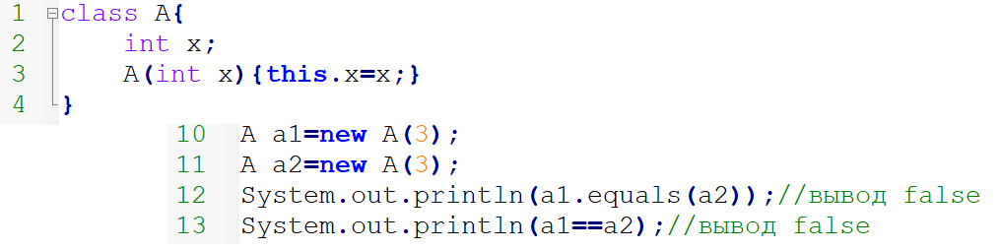 1 class A{
2 int x;
3 A(int x){this.x=x;}
4 }
10 A a1=new A(3);
11 A a2=new A(3);
12 System.out.println(a1.equals(a2));//вывод false
13 System.out.println(a1==a2);//вывод false